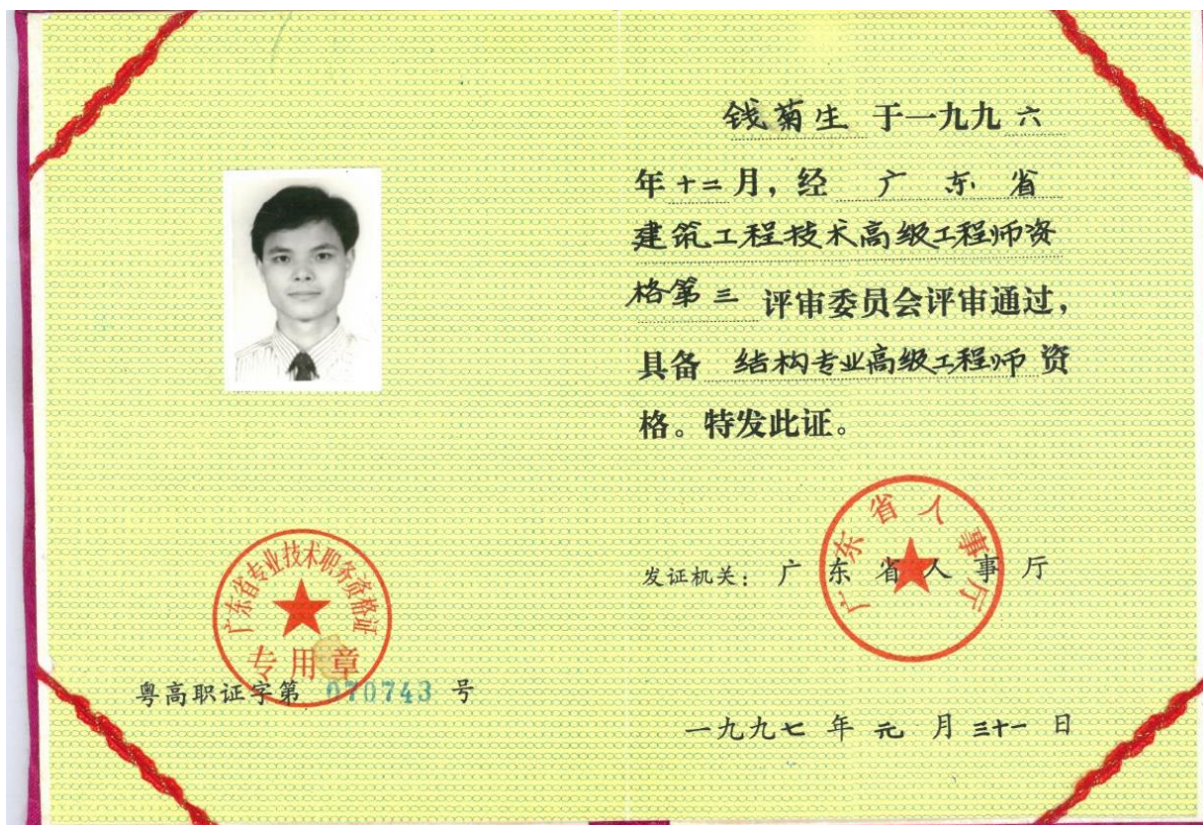 广东省专业技术职务资格证
专用章
粤高职证字第 070743 号
钱菊生 于一九九六
年十二月，经 广东省
建筑工程技术高级工程师资
格第三 评审委员会评审通过，
具备 结构专业高级工程师 资
格。特发此证。
广东省人事厅
发证机关：广东省人事厅
一九九七年元月三十一日